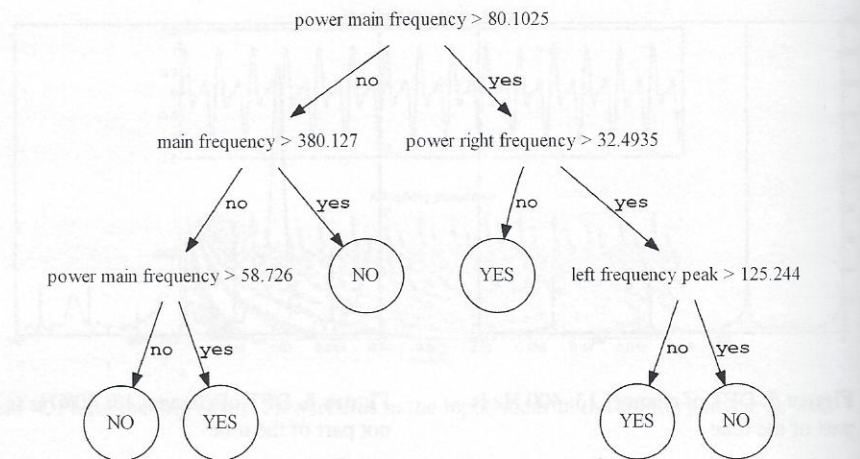 power main frequency > 80.1025
no
yes
main frequency > 380.127
power right frequency > 32.4935
no
yes
no
yes
power main frequency > 58.726
NO
YES
left frequency peak > 125.244
no
yes
no
yes
NO
YES
YES
NO